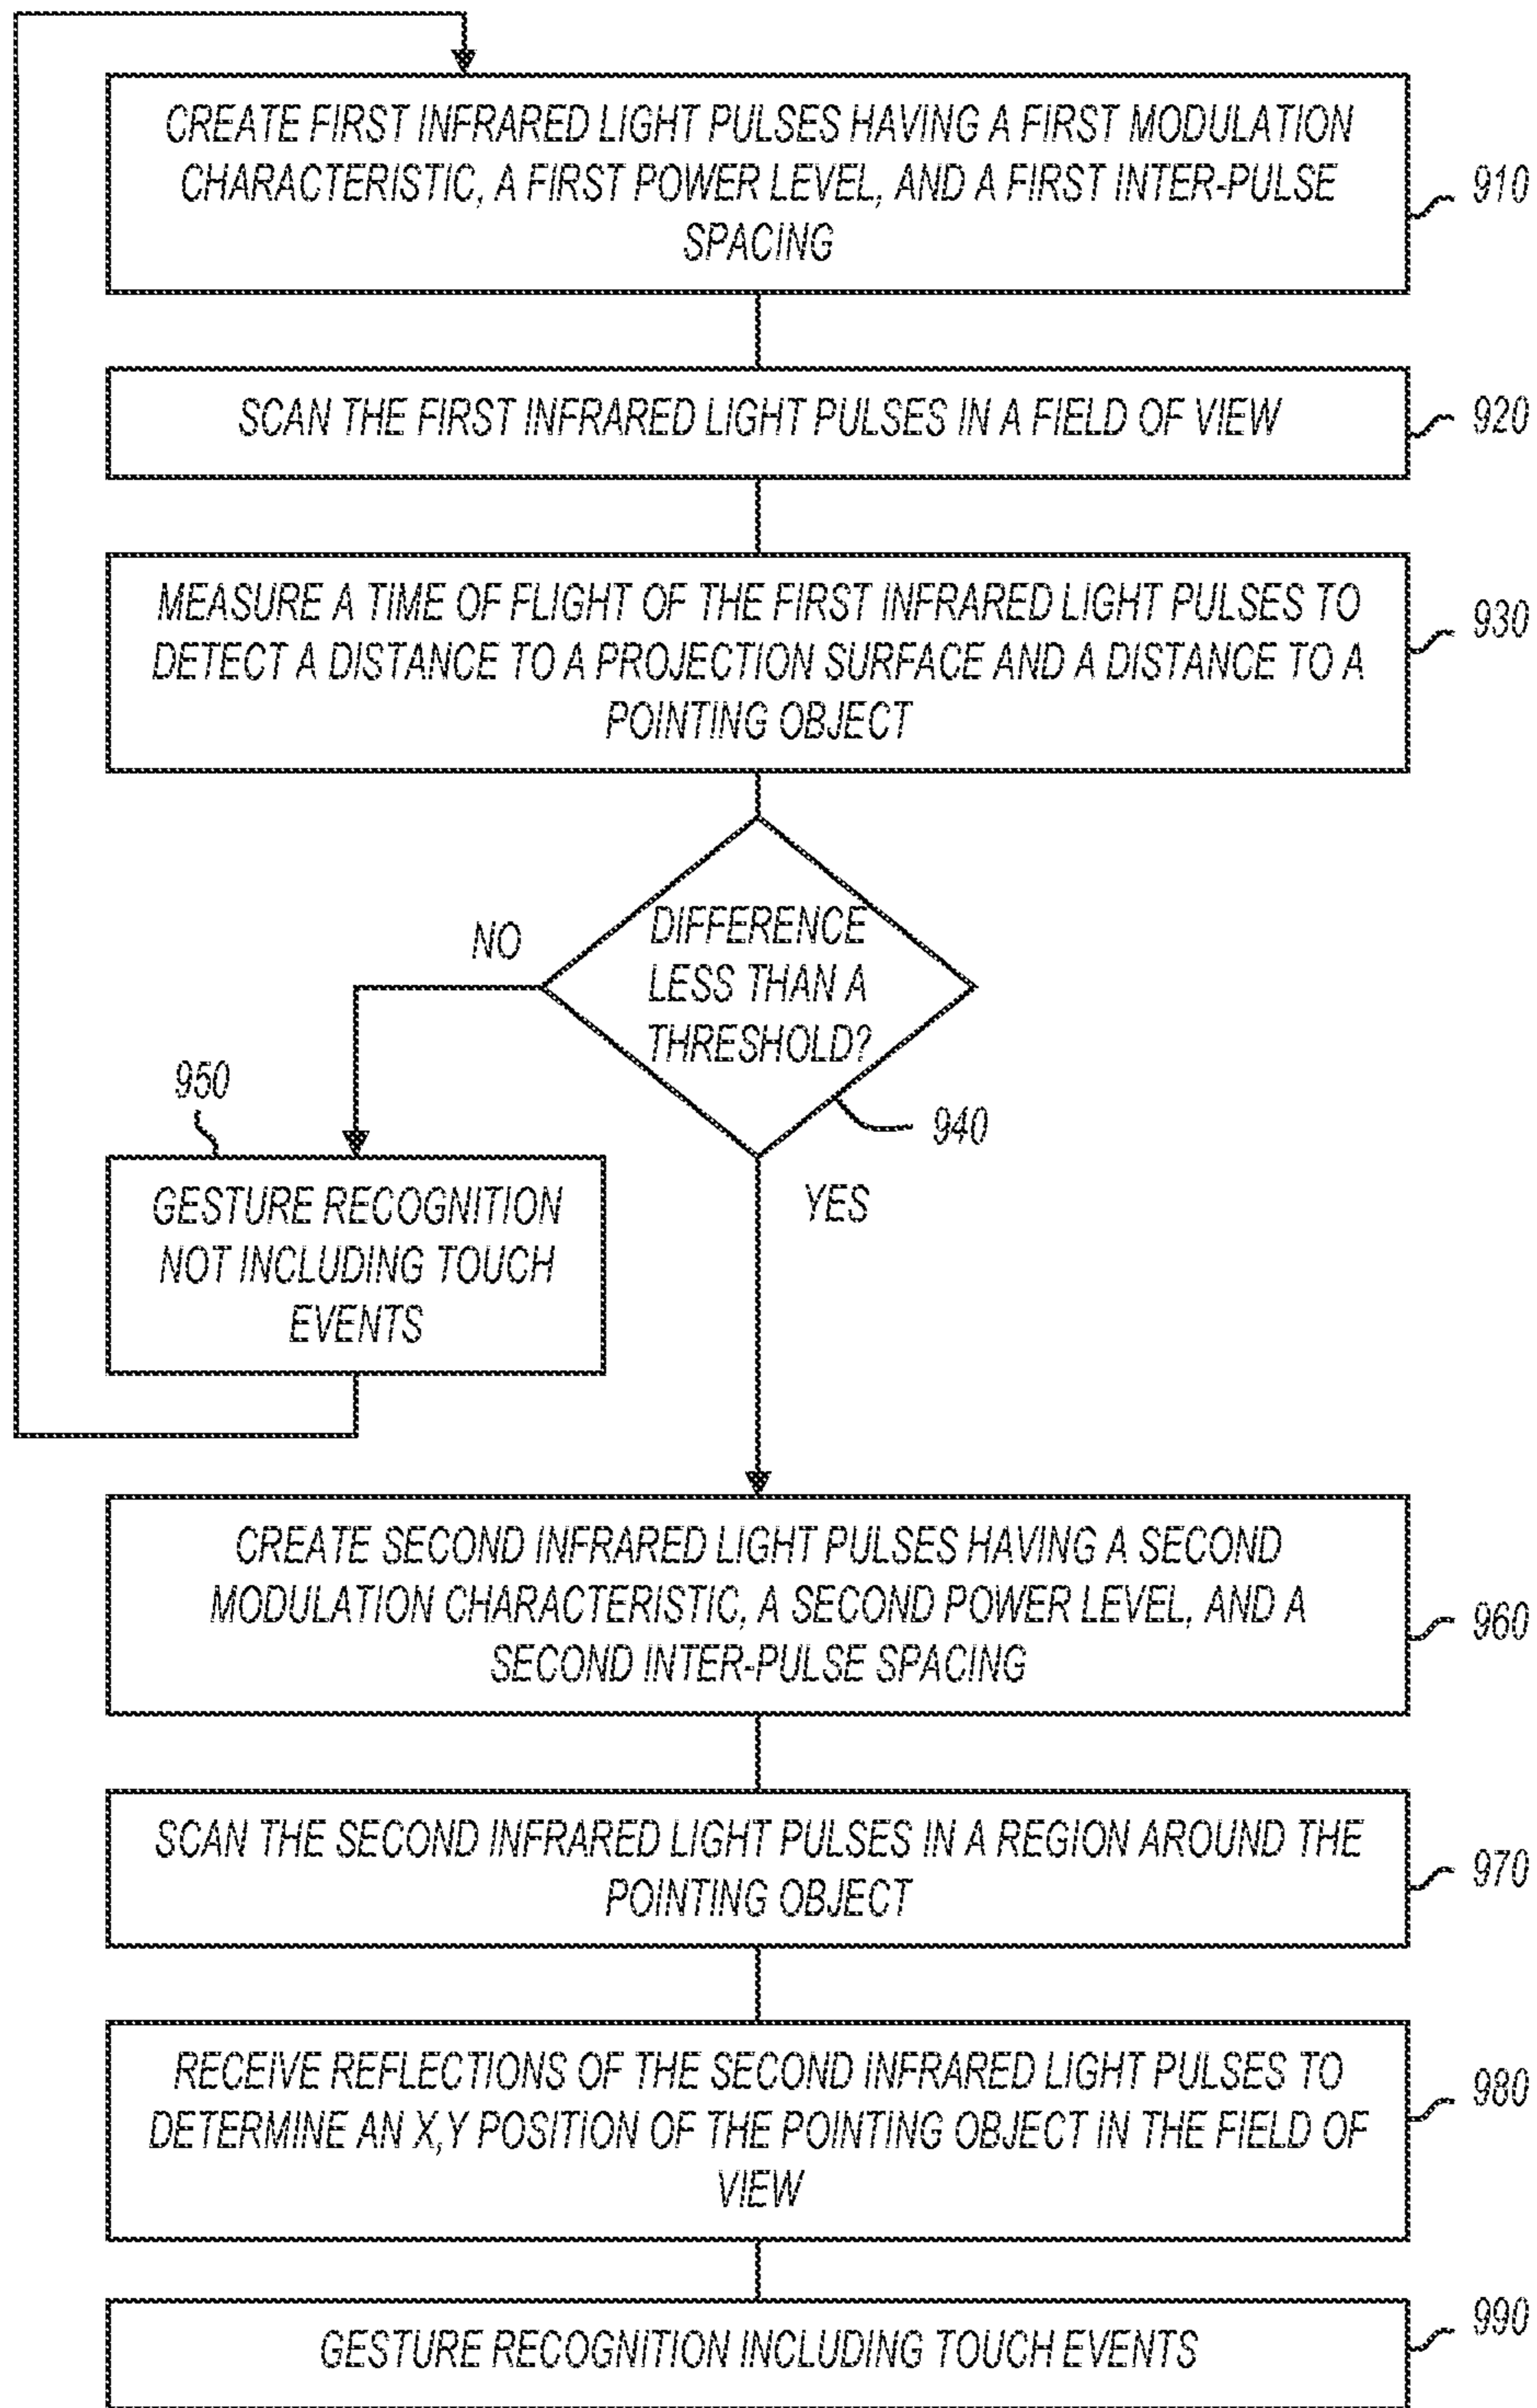 CREATE FIRST INFRARED LIGHT PULSES HAVING A FIRST MODULATION
CHARACTERISTIC, A FIRST POWER LEVEL, AND A FIRST INTER-PULSE
SPACING
910
SCAN THE FIRST INFRARED LIGHT PULSES IN A FIELD OF VIEW
920
MEASURE A TIME OF FLIGHT OF THE FIRST INFRARED LIGHT PULSES TO
DETECT A DISTANCE TO A PROJECTION SURFACE AND A DISTANCE TO A
POINTING OBJECT
930
NO
DIFFERENCE
LESS THAN A
THRESHOLD?
940
950
YES
GESTURE RECOGNITION
NOT INCLUDING TOUCH
EVENTS
CREATE SECOND INFRARED LIGHT PULSES HAVING A SECOND
MODULATION CHARACTERISTIC, A SECOND POWER LEVEL, AND A
SECOND INTER-PULSE SPACING
960
SCAN THE SECOND INFRARED LIGHT PULSES IN A REGION AROUND THE
POINTING OBJECT
970
RECEIVE REFLECTIONS OF THE SECOND INFRARED LIGHT PULSES TO
DETERMINE AN X,Y POSITION OF THE POINTING OBJECT IN THE FIELD OF
VIEW
980
GESTURE RECOGNITION INCLUDING TOUCH EVENTS
990